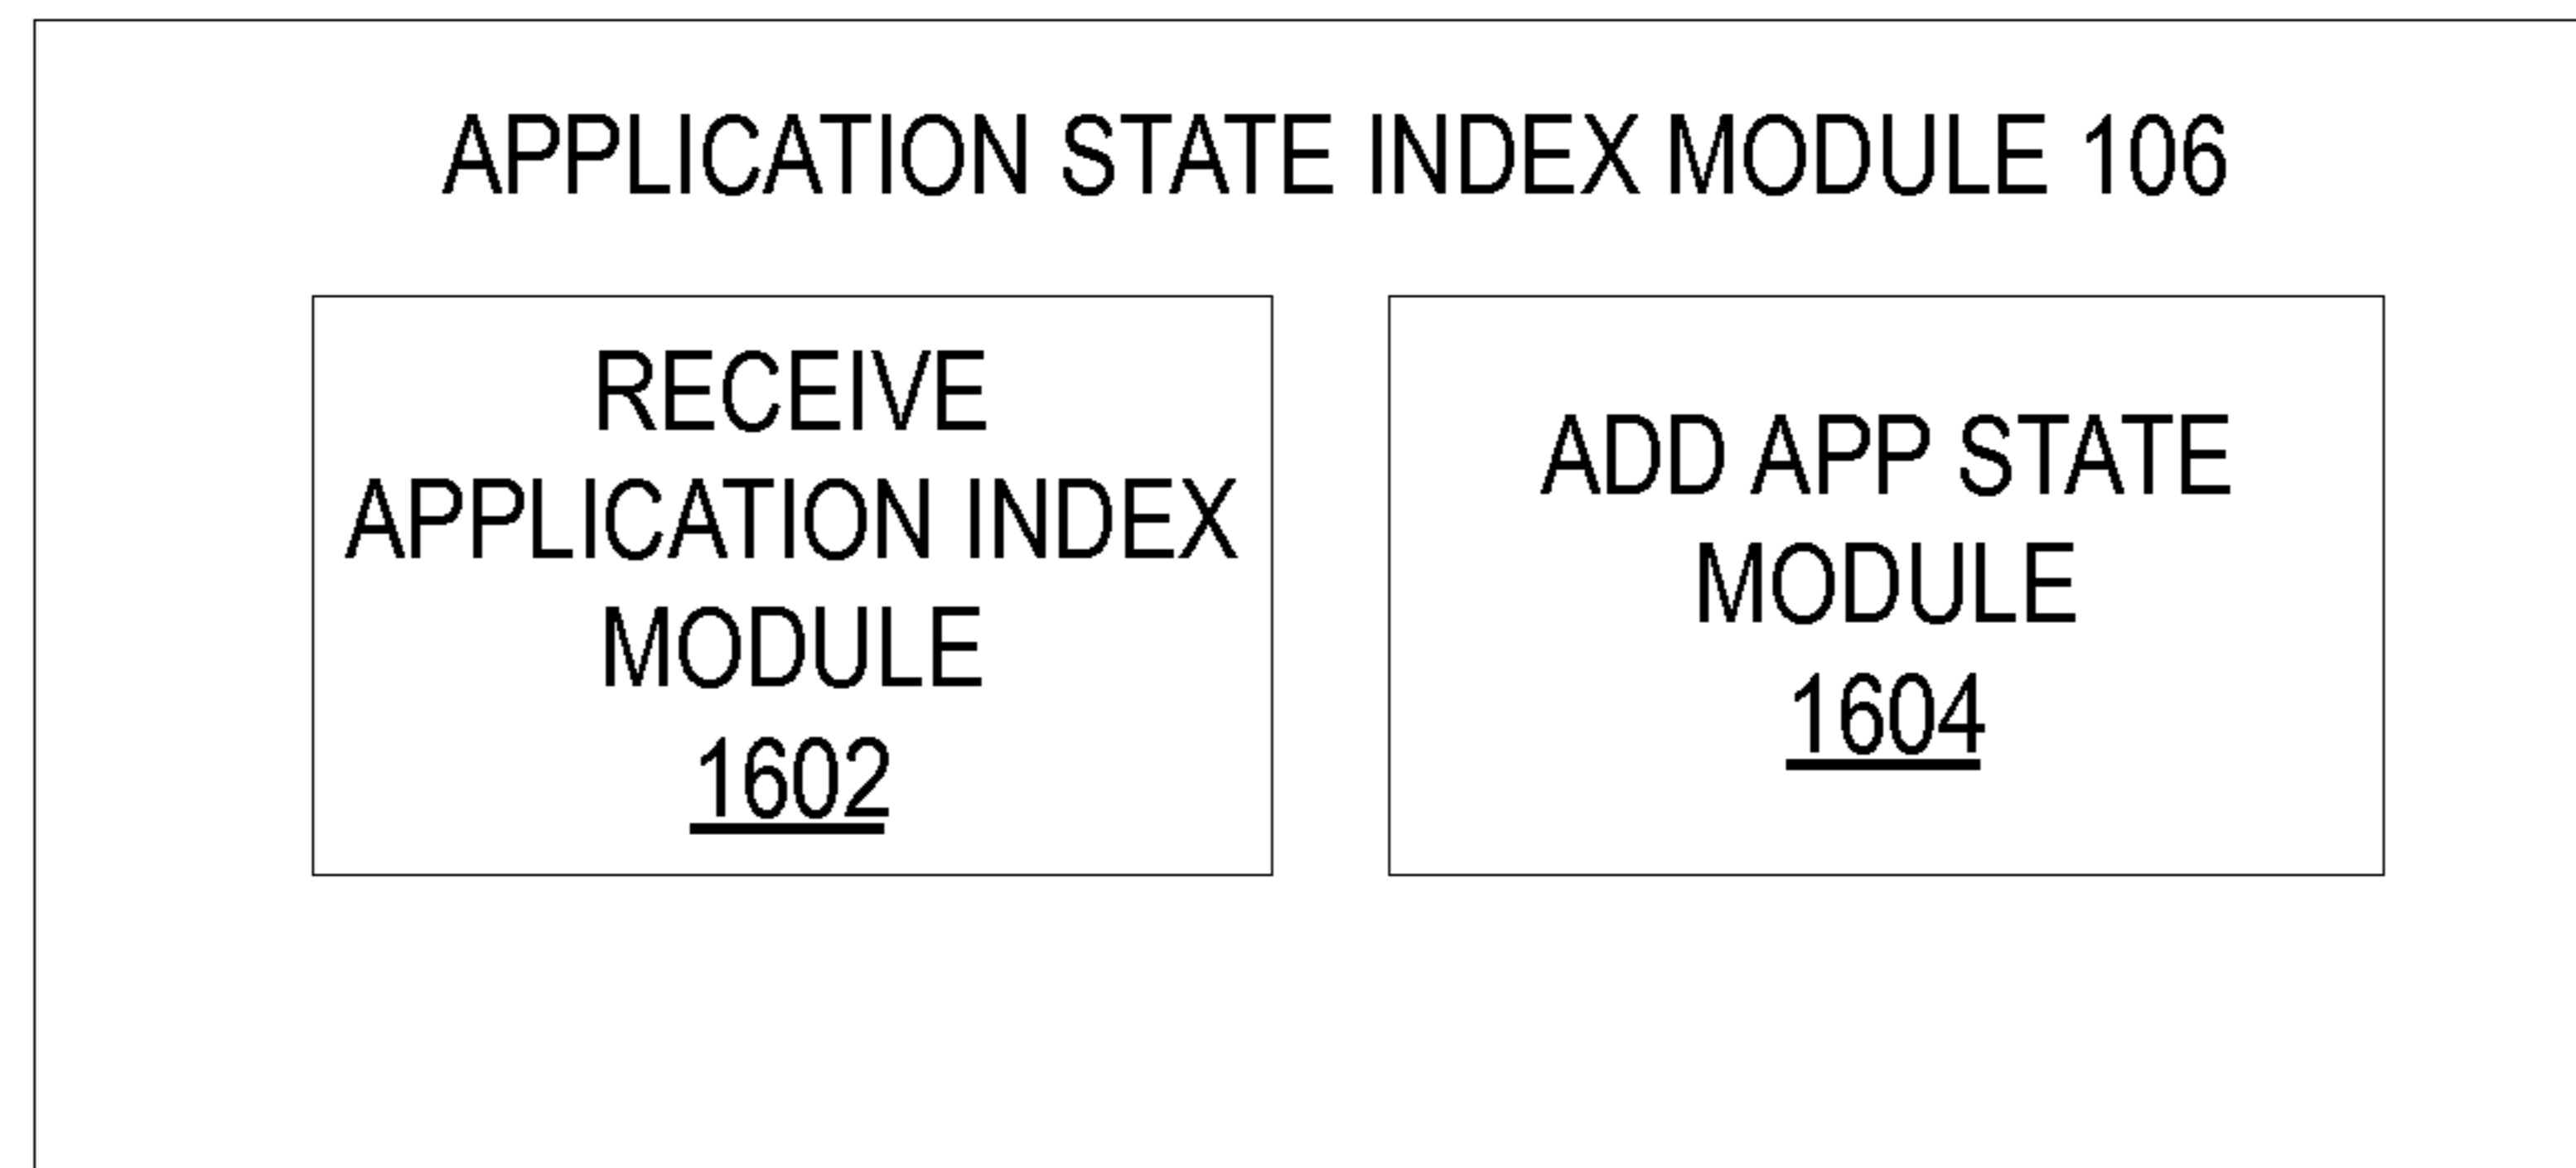 APPLICATION STATE INDEX MODULE 106
RECEIVE
APPLICATION INDEX
MODULE
1602
ADD APP STATE
MODULE
1604